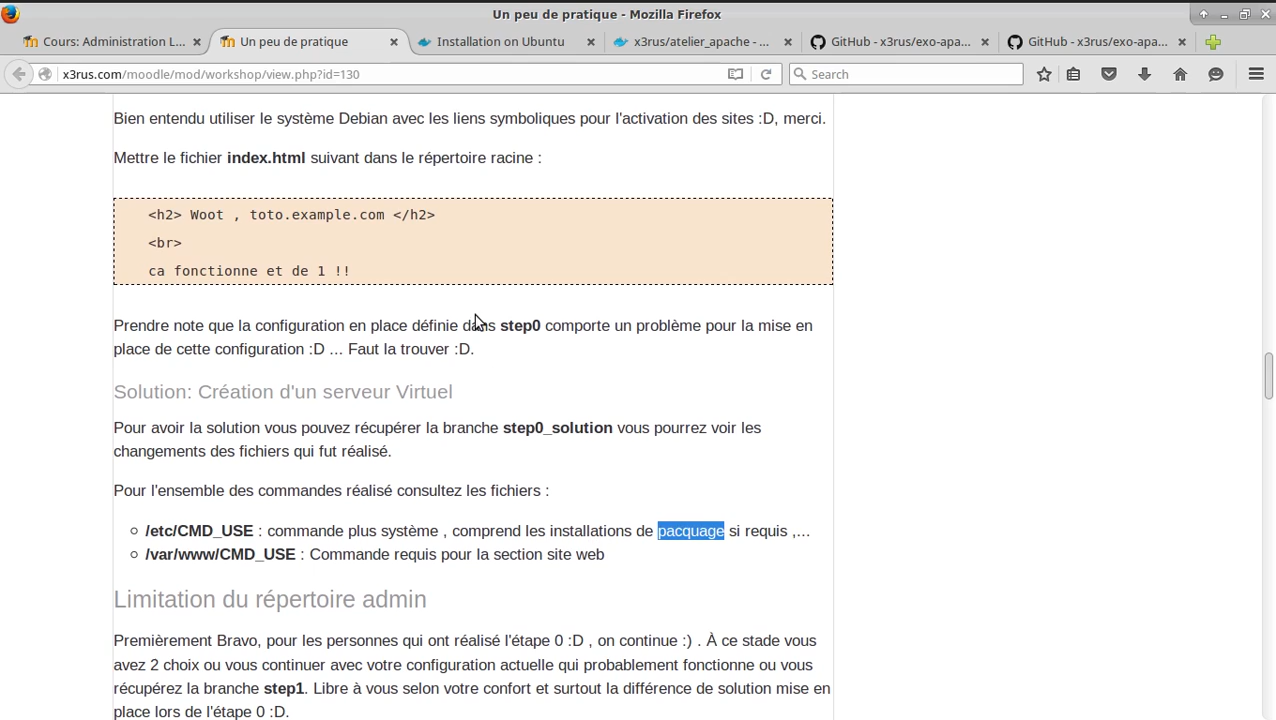 Un peu de pratique - Mozilla Firefox
Cours: Administration L...
Un peu de pratique
Installation on Ubuntu
x3rus/atelier_apache - ...
GitHub - x3rus/exo-apa...
GitHub - x3rus/exo-apa...
x3rus.com/moodle/mod/workshop/view.php?id=130
Search
Bien entendu utiliser le système Debian avec les liens symboliques pour l'activation des sites :D, merci.
Mettre le fichier index.html suivant dans le répertoire racine :
<h2> Woot , toto.example.com </h2>
<br>
ca fonctionne et de 1 !!
Prendre note que la configuration en place définie dans step0 comporte un problème pour la mise en
place de cette configuration :D ... Faut la trouver :D.
Solution: Création d'un serveur Virtuel
Pour avoir la solution vous pouvez récupérer la branche step0_solution vous pourrez voir les
changements des fichiers qui fut réalisé.
Pour l'ensemble des commandes réalisé consultez les fichiers :
/etc/CMD_USE : commande plus système , comprend les installations de pacquage si requis ,...
/var/www/CMD_USE : Commande requis pour la section site web
Limitation du répertoire admin
Premièrement Bravo, pour les personnes qui ont réalisé l'étape 0 :D , on continue :) . À ce stade vous
avez 2 choix ou vous continuer avec votre configuration actuelle qui probablement fonctionne ou vous
récupérez la branche step1. Libre à vous selon votre confort et surtout la différence de solution mise en
place lors de l'étape 0 :D.